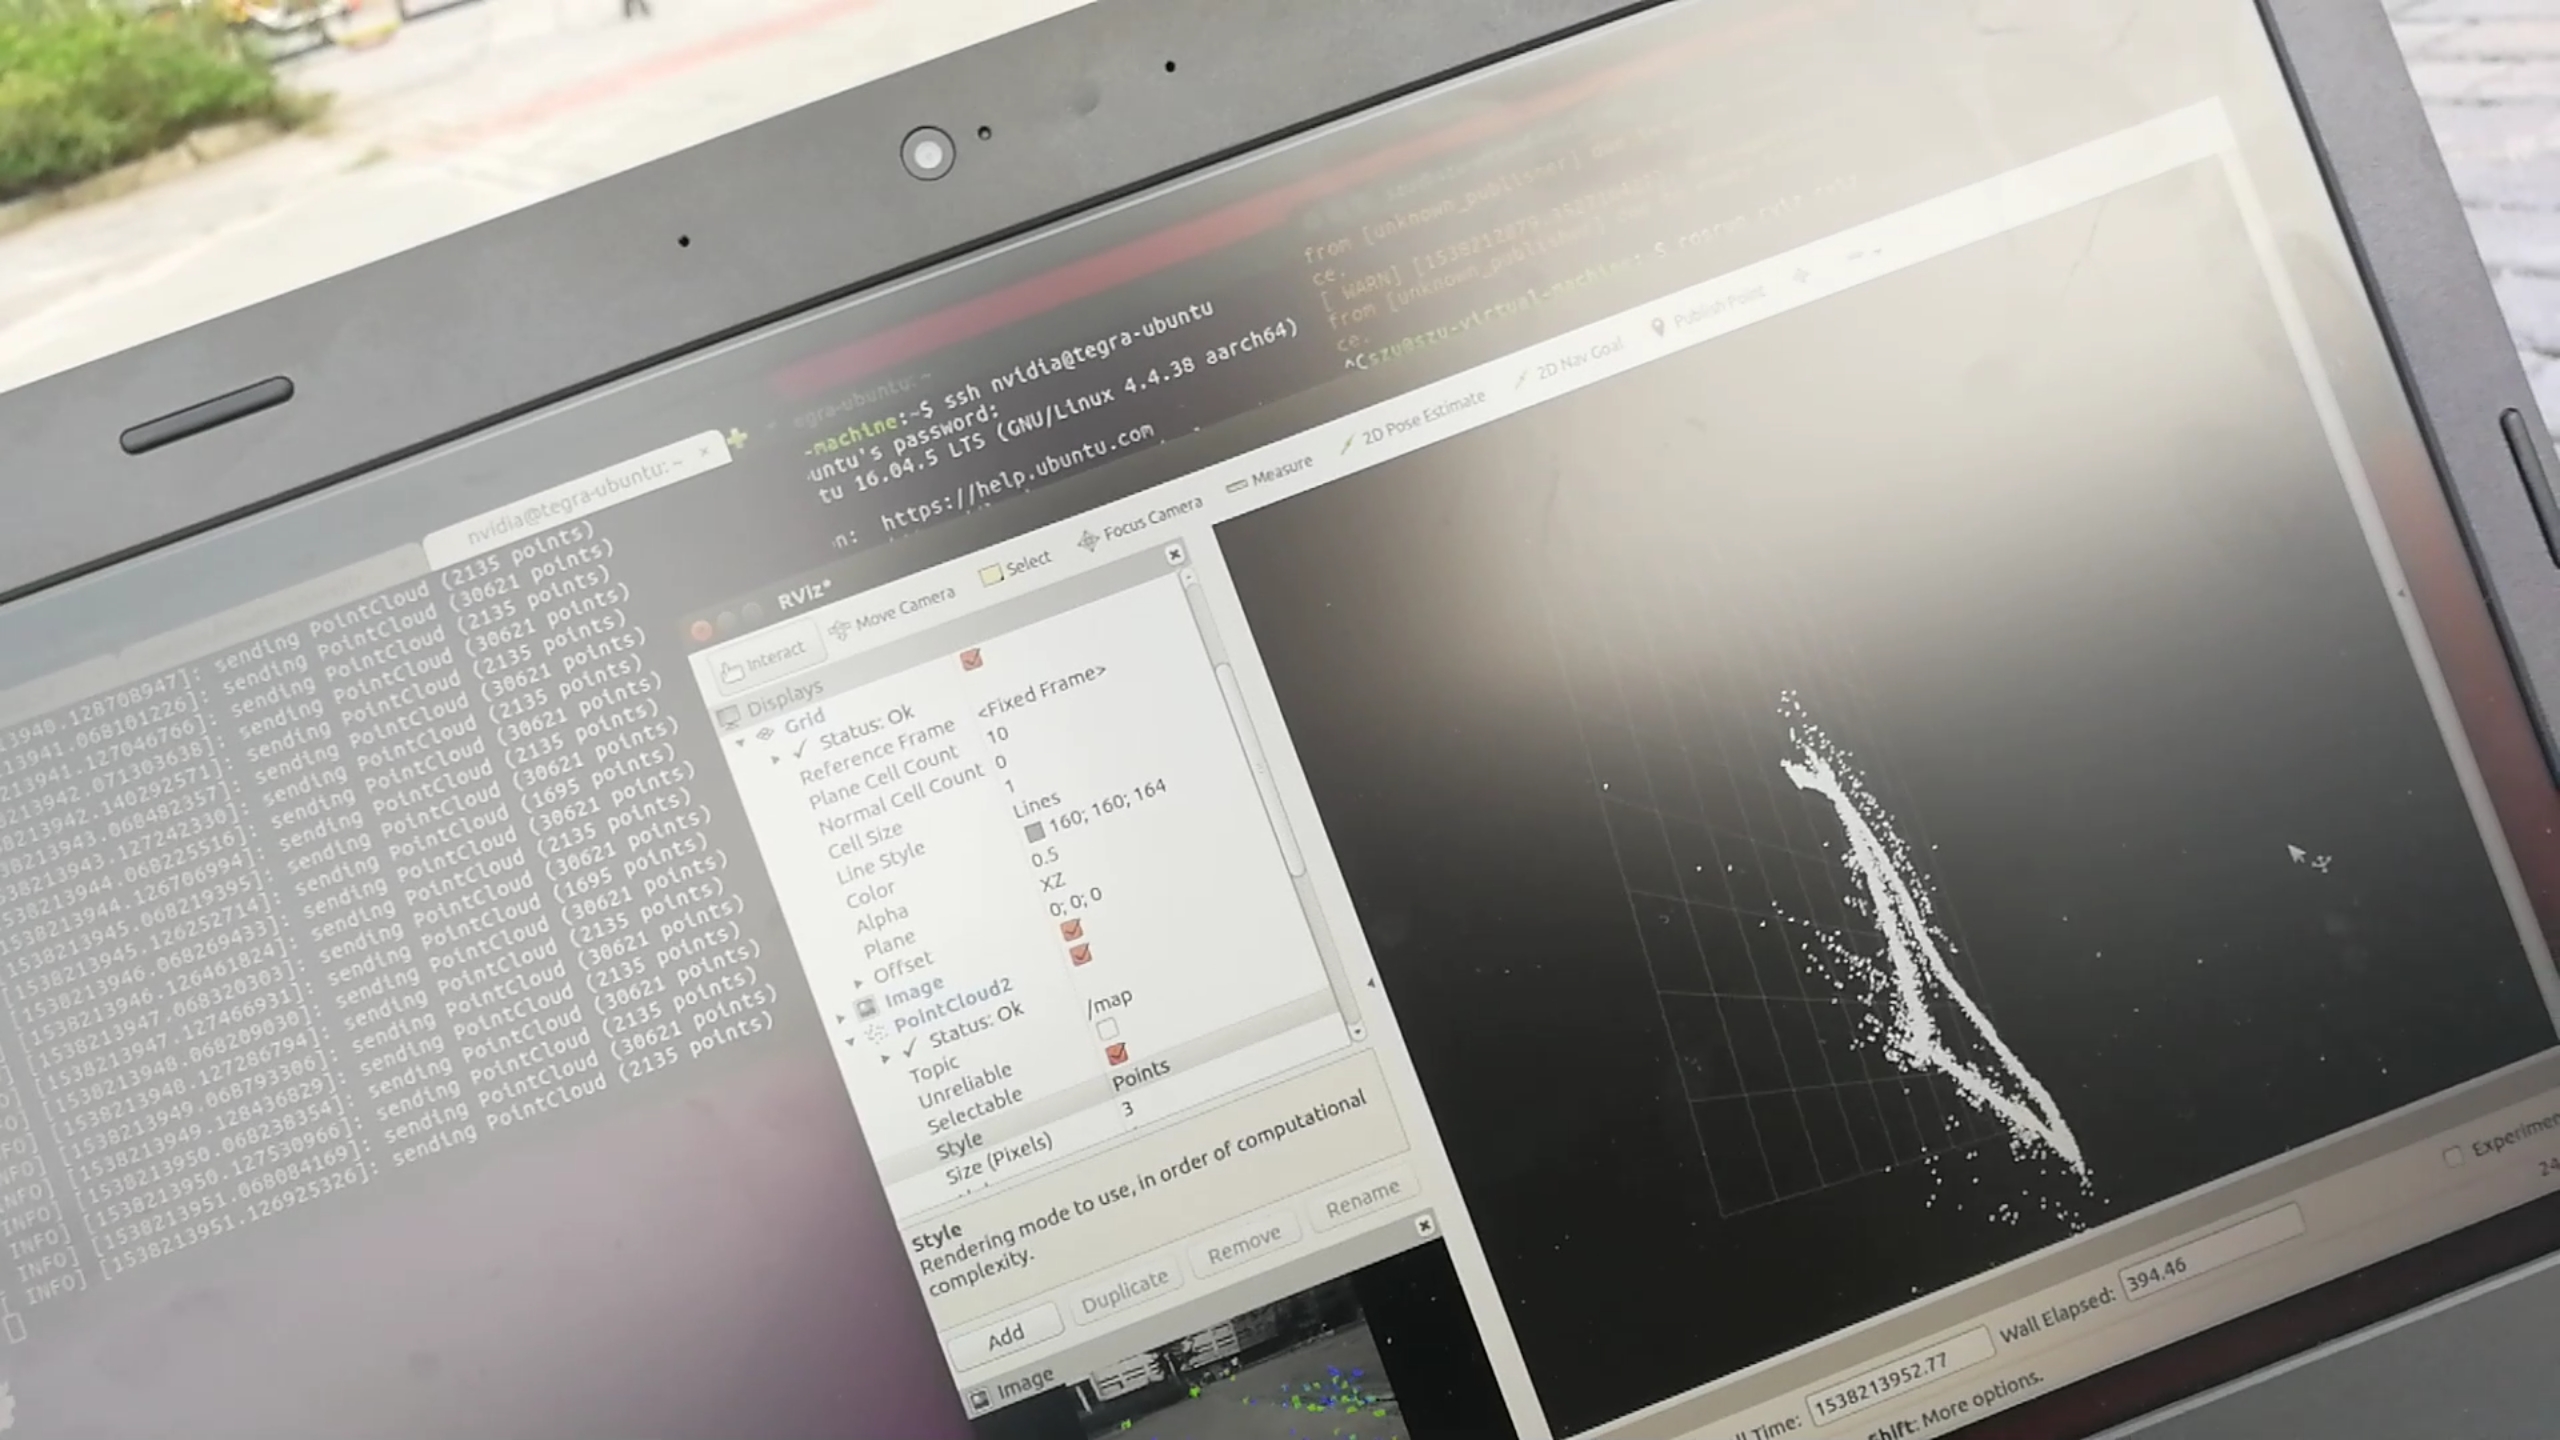 nvidia@tegra-ubuntu: ~
13940.128708947]: sending PointCloud (2135 points)
13941.068101226]: sending PointCloud (30621 points)
213941.127046766]: sending PointCloud (2135 points)
213942.071303638]: sending PointCloud (30621 points)
8213942.140292571]: sending PointCloud (2135 points)
8213943.068482357]: sending PointCloud (30621 points)
38213943.127242330]: sending PointCloud (2135 points)
538213944.068225516]: sending PointCloud (30621 points)
538213944.126706994]: sending PointCloud (2135 points)
1538213945.068219395]: sending PointCloud (30621 points)
1538213945.126252714]: sending PointCloud (1695 points)
[1538213946.068269433]: sending PointCloud (30621 points)
[1538213946.126461824]: sending PointCloud (2135 points)
[1538213947.068320303]: sending PointCloud (30621 points)
[1538213947.127466931]: sending PointCloud (1695 points)
[1538213948.068209030]: sending PointCloud (30621 points)
[1538213948.127286794]: sending PointCloud (2135 points)
[1538213949.068793306]: sending PointCloud (30621 points)
[1538213949.128436829]: sending PointCloud (2135 points)
[1538213950.068238354]: sending PointCloud (30621 points)
INFO] [1538213950.127530966]: sending PointCloud (2135 points)
INFO] [1538213951.068084169]: sending PointCloud (30621 points)
INFO] [1538213951.126925326]: sending PointCloud (2135 points)
egra-ubuntu: ~
-machine:~$ ssh nvidia@tegra-ubuntu
untu's password:
tu 16.04.5 LTS (GNU/Linux 4.4.38 aarch64)
n: https://help.ubuntu.com
from [unknown_publisher]
ce.
[ WARN]
from [unknown_publisher]
ce.
^Cszu@szu-virtual-machine:~$ rosrun rviz rviz
RViz*
Interact
Move Camera
Select
Focus Camera
Measure
2D Pose Estimate
2D Nav Goal
Publish Point
Displays
Grid
Status: Ok
Reference Frame <Fixed Frame>
Plane Cell Count 10
Normal Cell Count 0
Cell Size 1
Line Style Lines
Color 160; 160; 164
Alpha 0.5
Plane XZ
Offset 0; 0; 0
Image
PointCloud2
Status: Ok
Topic /map
Unreliable
Selectable
Style Points
Size (Pixels) 3
Style
Rendering mode to use, in order of computational
complexity.
Add
Duplicate
Remove
Rename
Image
Time: 1538213952.77
Wall Elapsed: 394.46
Experimen
Shift: More options.